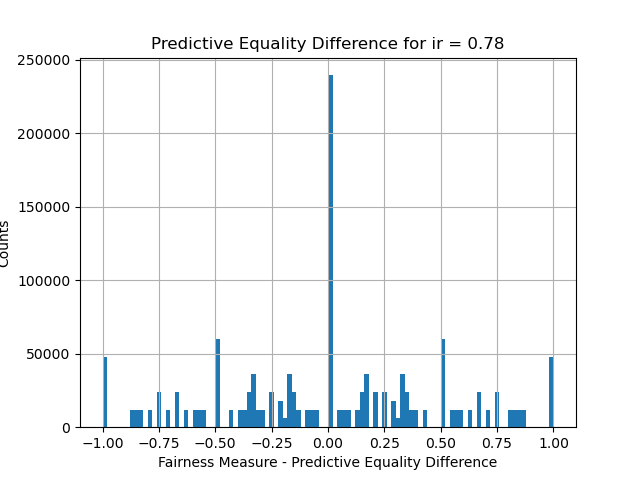 Predictive Equality Difference for ir = 0.78
250000
200000
150000
100000
50000
0
Counts
−1.00 −0.75 −0.50 −0.25 0.00 0.25 0.50 0.75 1.00
Fairness Measure - Predictive Equality Difference